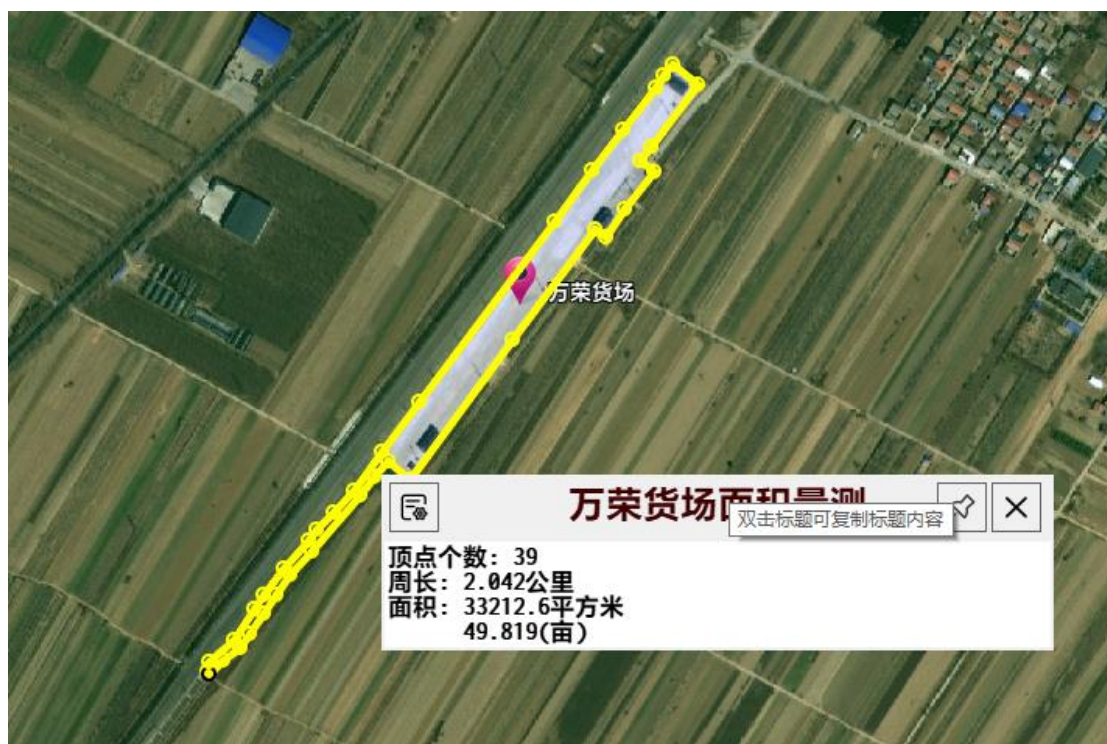 万荣货场
万荣货场面积量测
双击标题可复制标题内容
顶点个数: 39
周长: 2.042公里
面积: 33212.6平方米
49.819(亩)